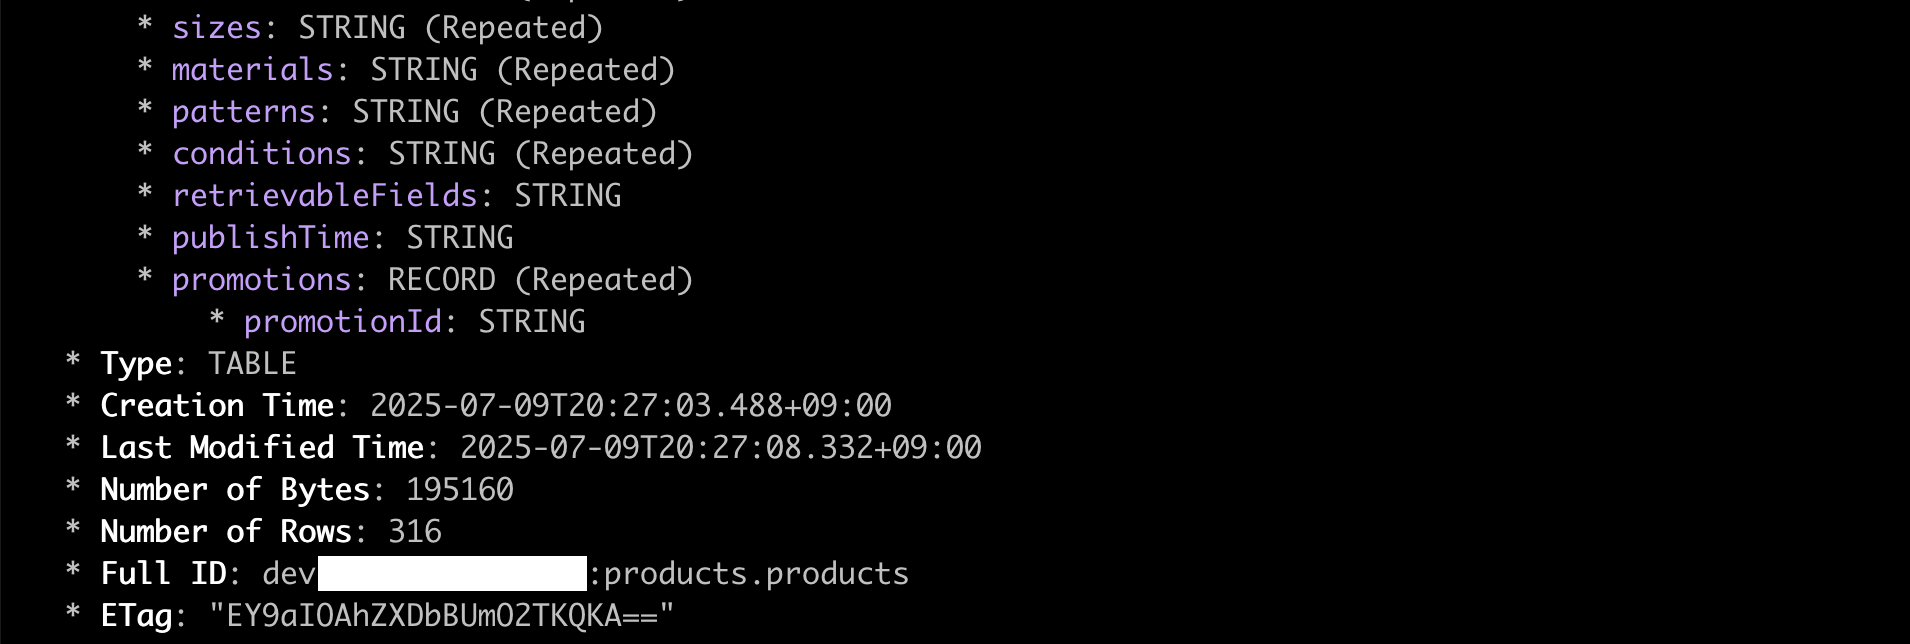 * sizes: STRING (Repeated)
* materials: STRING (Repeated)
* patterns: STRING (Repeated)
* conditions: STRING (Repeated)
* retrievableFields: STRING
* publishTime: STRING
* promotions: RECORD (Repeated)
* promotionId: STRING
* Type: TABLE
* Creation Time: 2025-07-09T20:27:03.488+09:00
* Last Modified Time: 2025-07-09T20:27:08.332+09:00
* Number of Bytes: 195160
* Number of Rows: 316
* Full ID: dev :products.products
* ETag: "EY9aIOAhZXDbBUmO2TKQKA=="